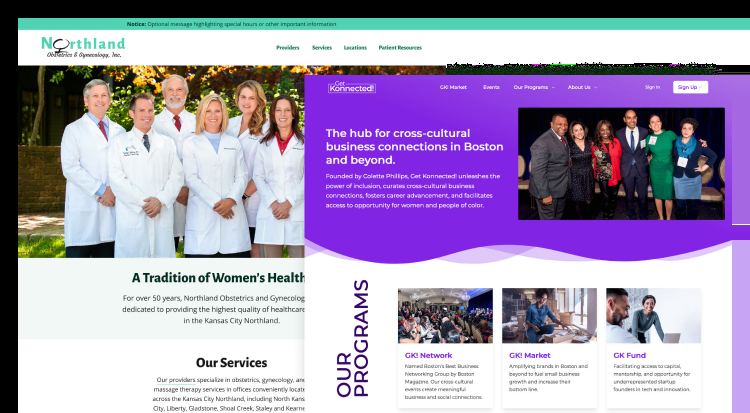 Notice: Optional message highlighting special hours or other important information
Northland
Obstetrics & Gynecology, Inc.
Providers Services Locations Patient Resources
A Tradition of Women's Health
For over 50 years, Northland Obstetrics and Gynecolog
dedicated to providing the highest quality of healthcare
in the Kansas City Northland.
Our Services
Our providers specialize in obstetrics, gynecology, and
massage therapy services in offices conveniently locate
across the Kansas City Northland, including North Kans
City, Liberty, Gladstone, Shoal Creek, Staley and Kearne
Get
Konnected!
GK! Market Events Our Programs About Us Sign In Sign Up
The hub for cross-cultural
business connections in Boston
and beyond.
Founded by Colette Phillips, Get Konnected! unleashes the
power of inclusion, curates cross-cultural business
connections, fosters career advancement, and facilitates
access to opportunity for women and people of color.
OUR
PROGRAMS
GK! Network
Named Boston's Best Business
Networking Group by Boston
Magazine. Our cross-cultural
events create meaningful
business and social connections.
GK! Market
Amplifying brands in Boston and
beyond to fuel small business
growth and increase their
bottom line.
GK Fund
Facilitating access to capital,
mentorship, and opportunity for
underrepresented startup
founders in tech and innovation.